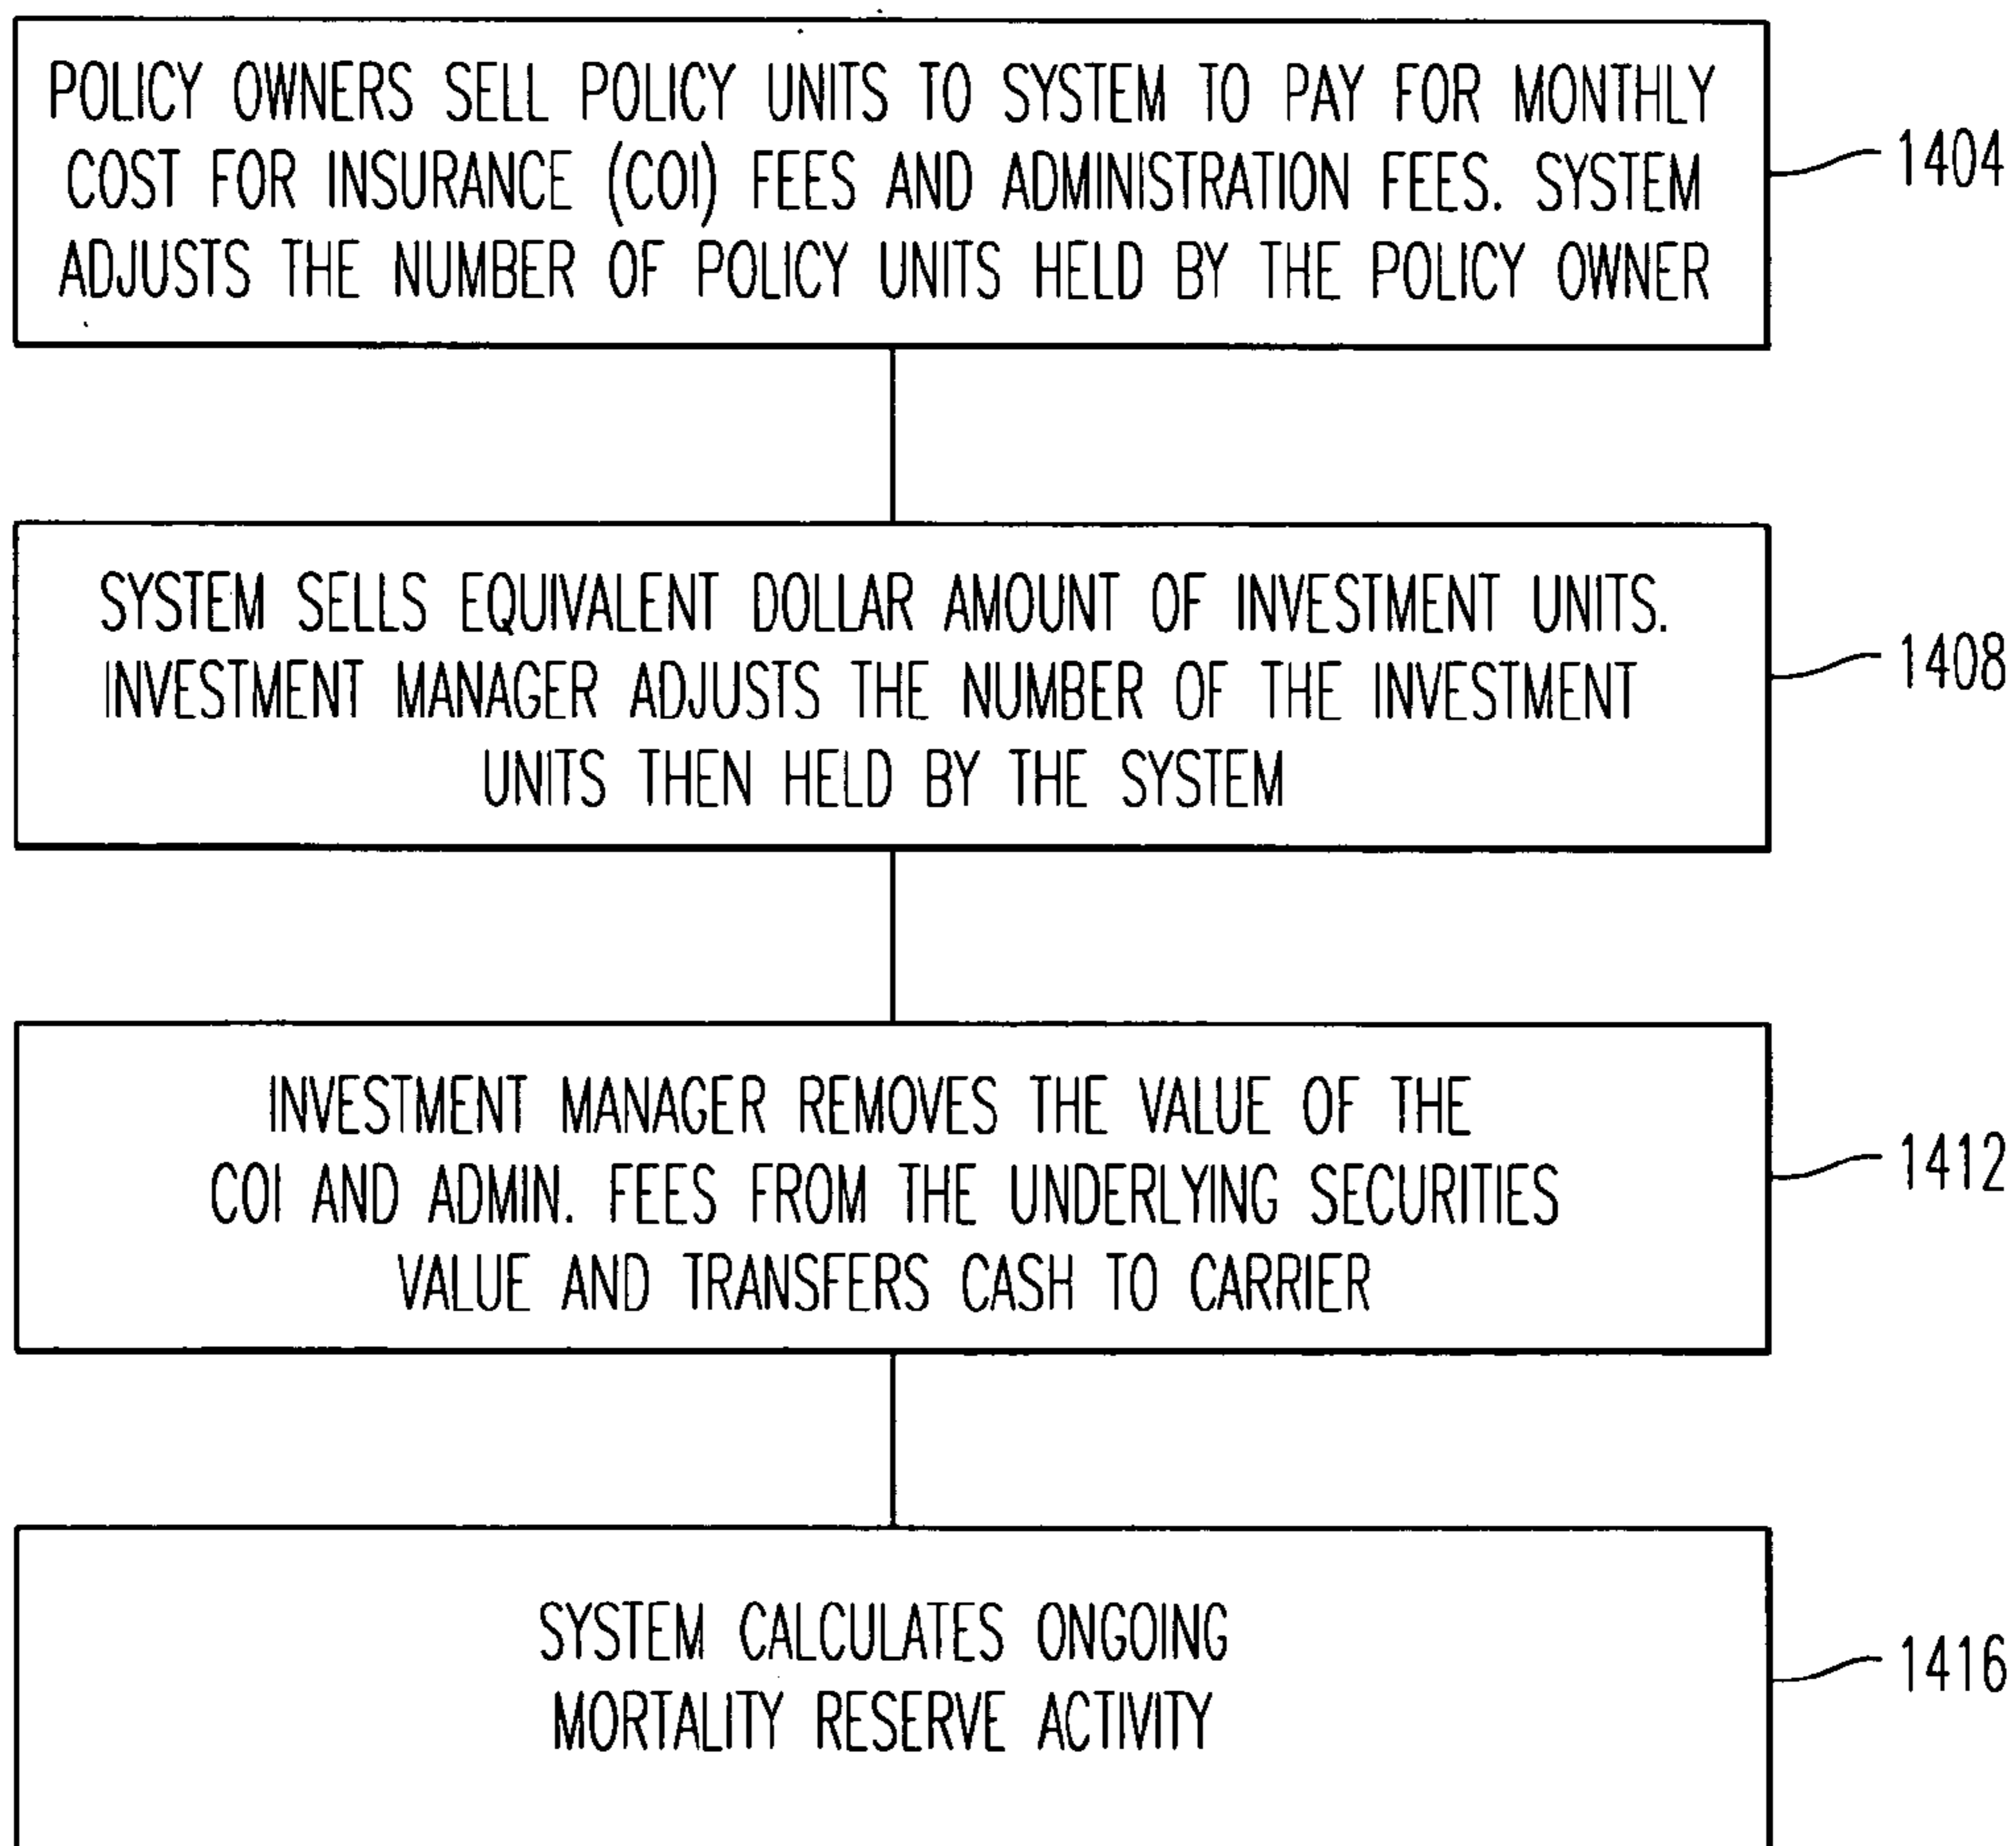 POLICY OWNERS SELL POLICY UNITS TO SYSTEM TO PAY FOR MONTHLY
COST FOR INSURANCE (COI) FEES AND ADMINISTRATION FEES. SYSTEM
ADJUSTS THE NUMBER OF POLICY UNITS HELD BY THE POLICY OWNER
1404
SYSTEM SELLS EQUIVALENT DOLLAR AMOUNT OF INVESTMENT UNITS.
INVESTMENT MANAGER ADJUSTS THE NUMBER OF THE INVESTMENT
UNITS THEN HELD BY THE SYSTEM
1408
INVESTMENT MANAGER REMOVES THE VALUE OF THE
COI AND ADMIN. FEES FROM THE UNDERLYING SECURITIES
VALUE AND TRANSFERS CASH TO CARRIER
1412
SYSTEM CALCULATES ONGOING
MORTALITY RESERVE ACTIVITY
1416